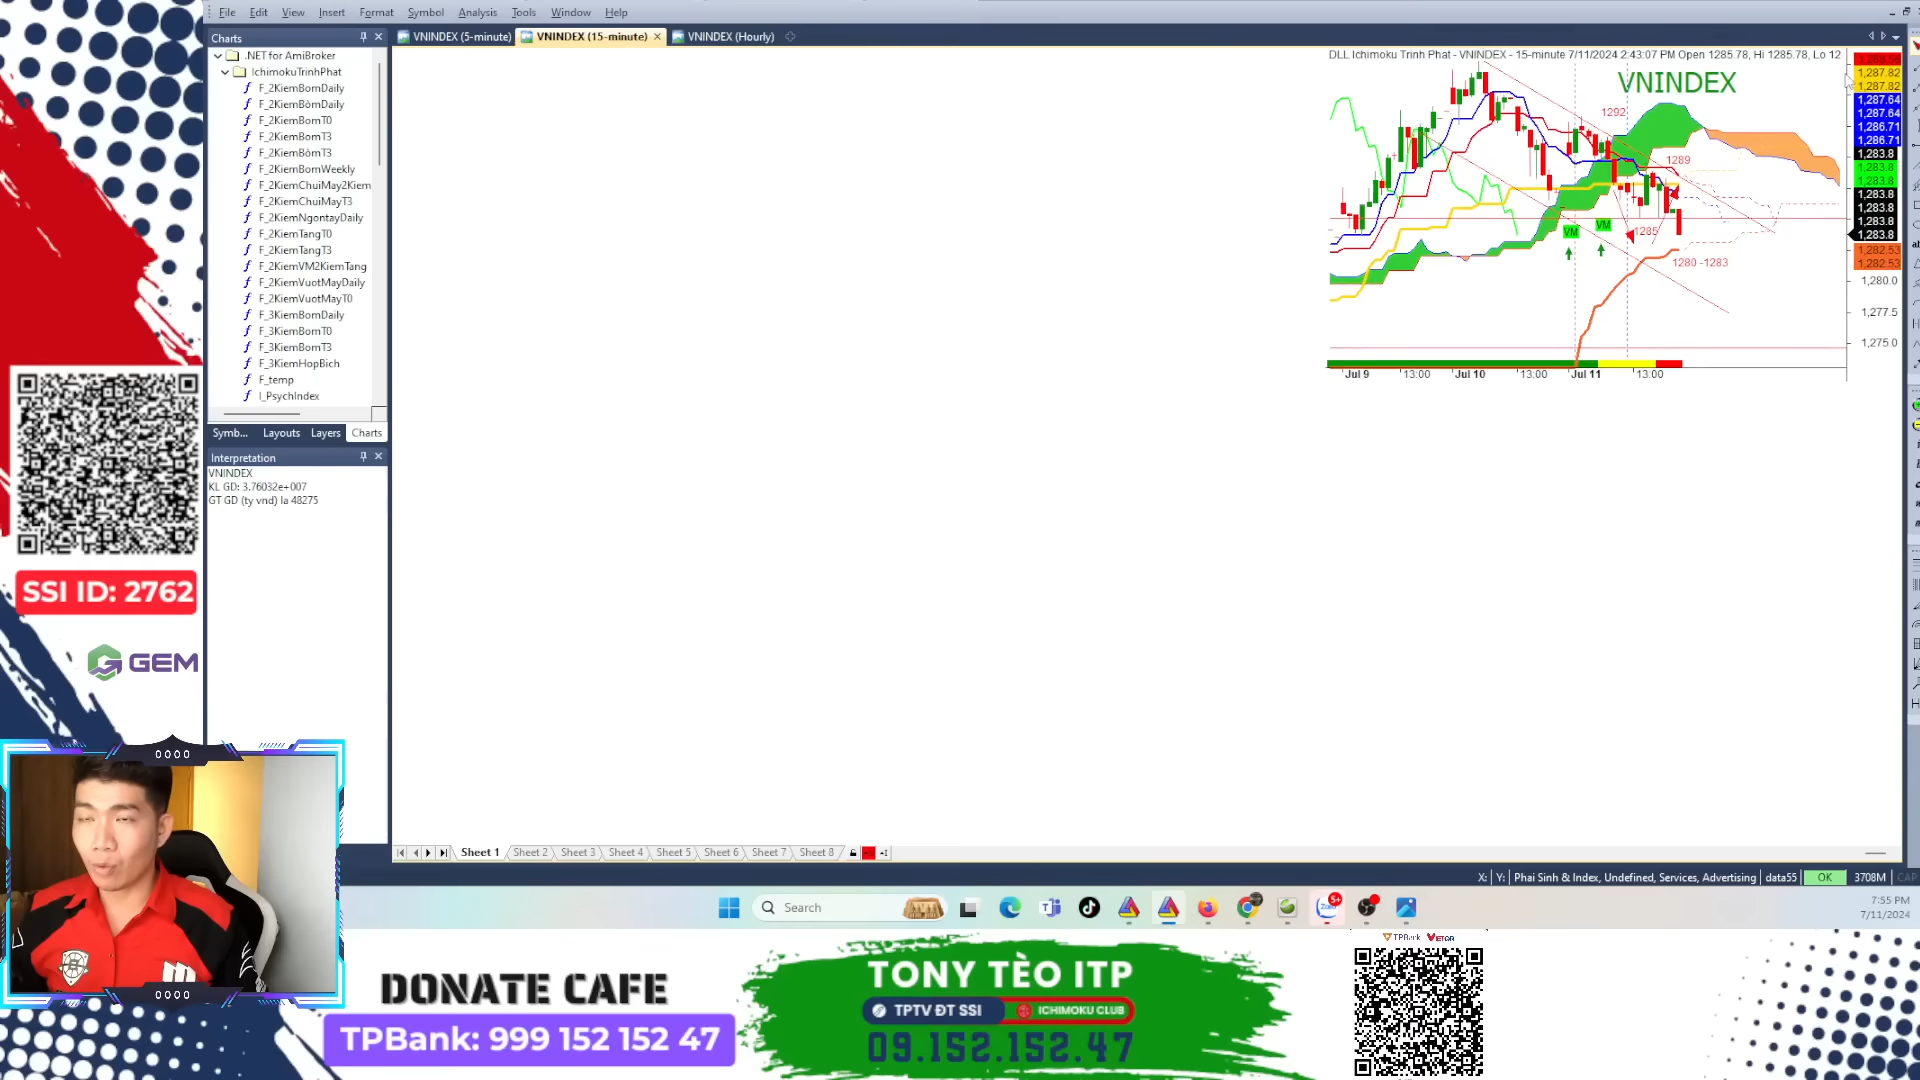 File Edit View Insert Format Symbol Analysis Tools Window Help
Charts
VNINDEX (5-minute) VNINDEX (15-minute) VNINDEX (Hourly)
.NET for AmiBroker
IchimokuTrinhPhat
F_2KiemBomDaily
F_2KiemBờmDaily
F_2KiemBomT0
F_2KiemBomT3
F_2KiemBờmT3
F_2KiemBomWeekly
F_2KiemChuiMay2Kiem
F_2KiemChuiMayT3
F_2KiemNgontayDaily
F_2KiemTangT0
F_2KiemTangT3
F_2KiemVM2KiemTang
F_2KiemVuotMayDaily
F_2KiemVuotMayT0
F_3KiemBomDaily
F_3KiemBomT0
F_3KiemBomT3
F_3KiemHopBich
F_temp
I_PsychIndex
Symb... Layouts Layers Charts
Interpretation
VNINDEX
KL GD: 3.76032e+007
GT GD (ty vnd) la 48275
DLL Ichimoku Trinh Phat - VNINDEX - 15-minute 7/11/2024 2:43:07 PM Open 1285.78, Hi 1285.78, Lo 12
VNINDEX
1292
1289
VM
VM
1285
1280 -1283
1,287.82
1,287.82
1,287.64
1,287.64
1,286.71
1,286.71
1,283.8
1,283.8
1,283.8
1,283.8
1,283.8
1,283.8
1,283.8
1,282.53
1,282.53
1,280.0
1,277.5
1,275.0
Jul 9 13:00 Jul 10 13:00 Jul 11 13:00
Sheet 1 Sheet 2 Sheet 3 Sheet 4 Sheet 5 Sheet 6 Sheet 7 Sheet 8
X: Y: Phai Sinh & Index, Undefined, Services, Advertising data55 OK 3708M CAP
Search
Zalo
5+
7:55 PM
7/11/2024
SSI ID: 2762
GEM
DONATE CAFE
TPBank: 999 152 152 47
TONY TÈO ITP
TPTV ĐT SSI ICHIMOKU CLUB
09.152.152.47
TPBank VIETQR